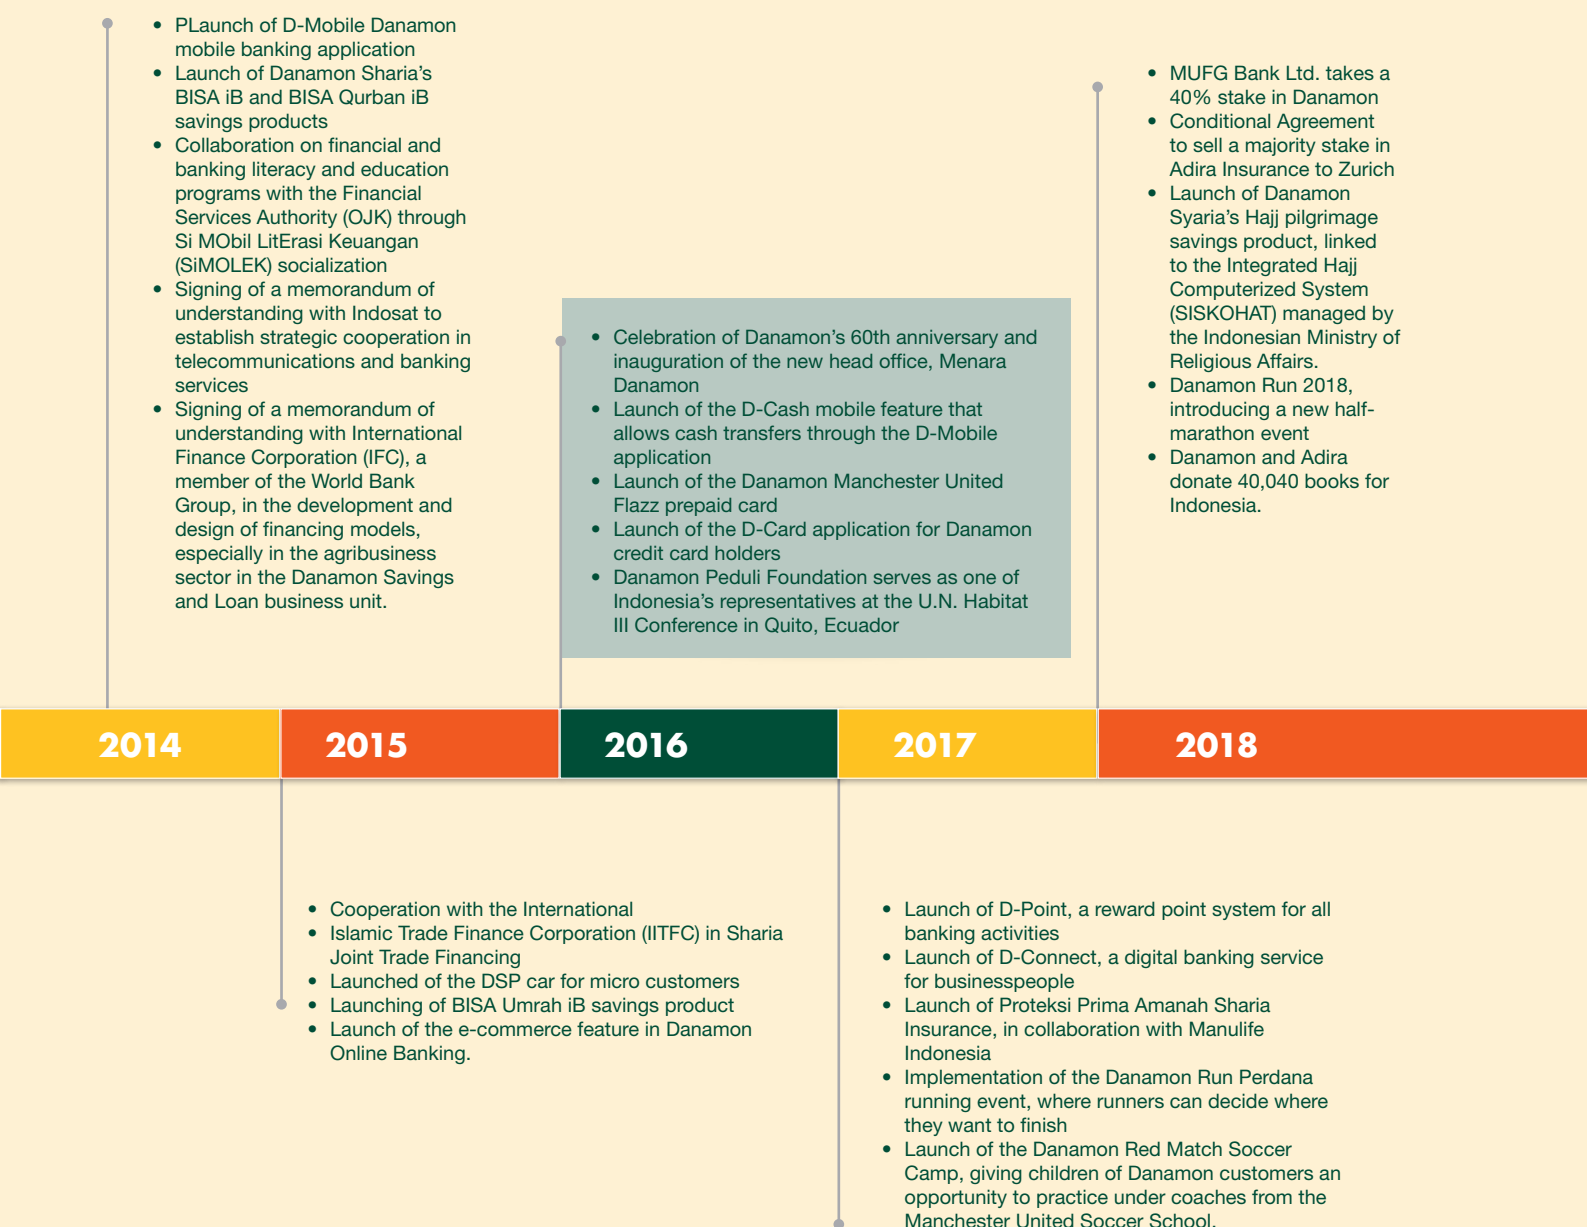 • PLaunch of D-Mobile Danamon
mobile banking application
• Launch of Danamon Sharia’s
BISA iB and BISA Qurban iB
savings products
• Collaboration on financial and
banking literacy and education
programs with the Financial
Services Authority (OJK) through
Si MObil LitErasi Keuangan
(SiMOLEK) socialization
• Signing of a memorandum of
understanding with Indosat to
establish strategic cooperation in
telecommunications and banking
services
• Signing of a memorandum of
understanding with International
Finance Corporation (IFC), a
member of the World Bank
Group, in the development and
design of financing models,
especially in the agribusiness
sector in the Danamon Savings
and Loan business unit.
• Celebration of Danamon’s 60th anniversary and
inauguration of the new head office, Menara
Danamon
• Launch of the D-Cash mobile feature that
allows cash transfers through the D-Mobile
application
• Launch of the Danamon Manchester United
Flazz prepaid card
• Launch of the D-Card application for Danamon
credit card holders
• Danamon Peduli Foundation serves as one of
Indonesia’s representatives at the U.N. Habitat
III Conference in Quito, Ecuador
• MUFG Bank Ltd. takes a
40% stake in Danamon
• Conditional Agreement
to sell a majority stake in
Adira Insurance to Zurich
• Launch of Danamon
Syaria’s Hajj pilgrimage
savings product, linked
to the Integrated Hajj
Computerized System
(SISKOHAT) managed by
the Indonesian Ministry of
Religious Affairs.
• Danamon Run 2018,
introducing a new half-
marathon event
• Danamon and Adira
donate 40,040 books for
Indonesia.
2014
2015
2016
2017
2018
• Cooperation with the International
• Islamic Trade Finance Corporation (IITFC) in Sharia
Joint Trade Financing
• Launched of the DSP car for micro customers
• Launching of BISA Umrah iB savings product
• Launch of the e-commerce feature in Danamon
Online Banking.
• Launch of D-Point, a reward point system for all
banking activities
• Launch of D-Connect, a digital banking service
for businesspeople
• Launch of Proteksi Prima Amanah Sharia
Insurance, in collaboration with Manulife
Indonesia
• Implementation of the Danamon Run Perdana
running event, where runners can decide where
they want to finish
• Launch of the Danamon Red Match Soccer
Camp, giving children of Danamon customers an
opportunity to practice under coaches from the
Manchester United Soccer School.